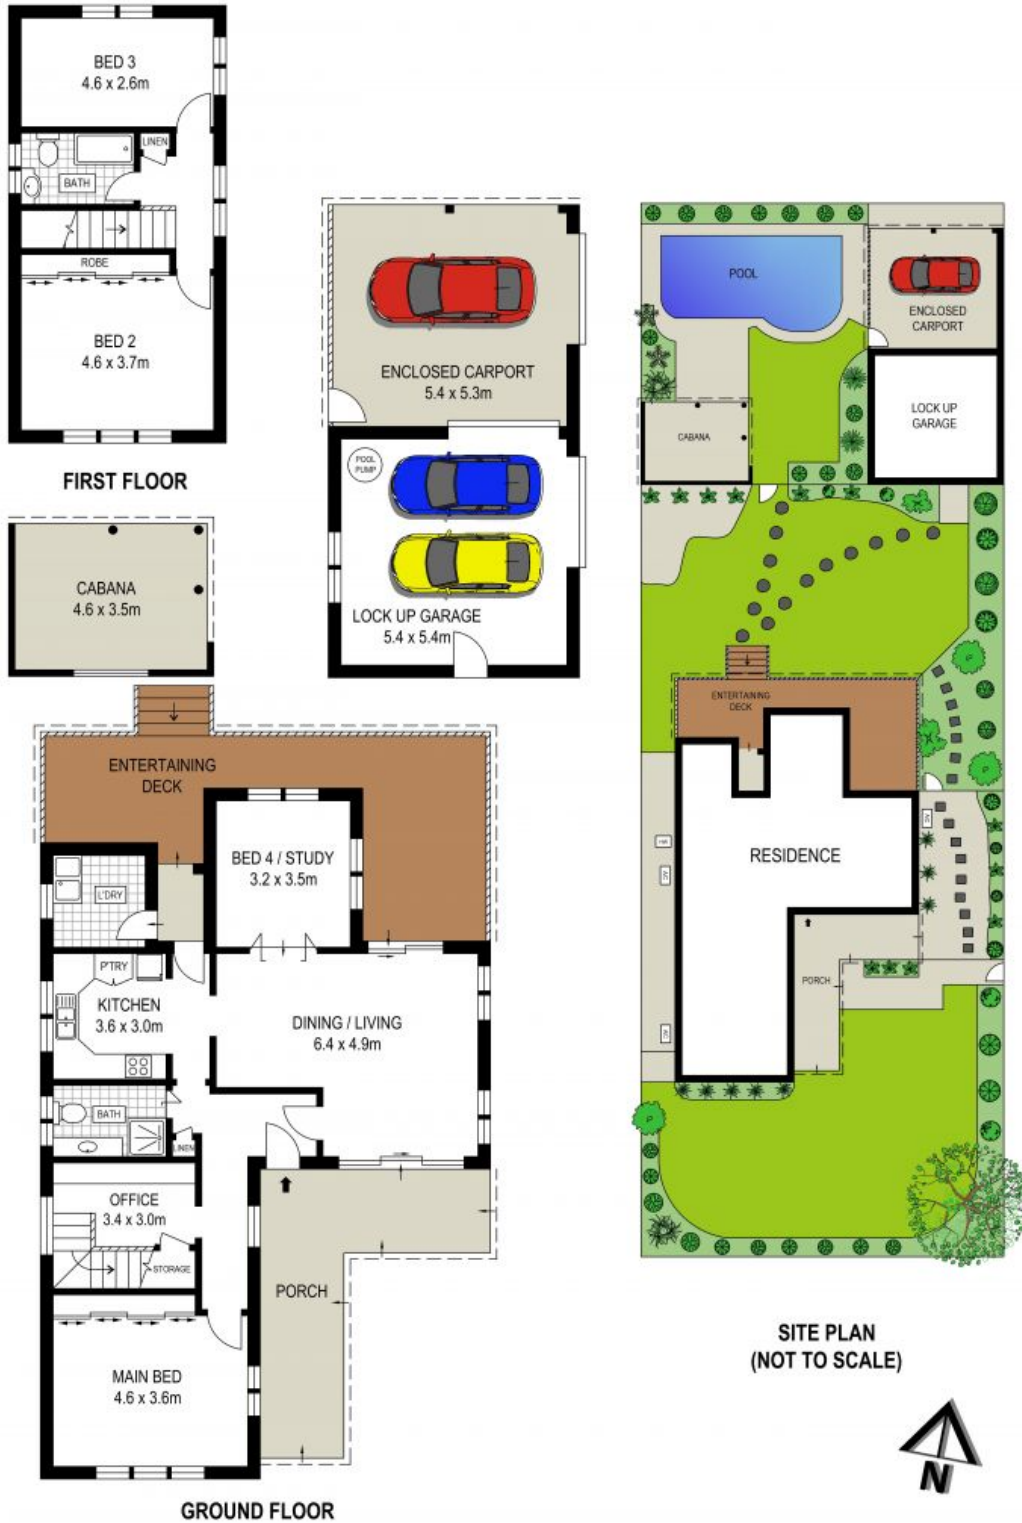 BED 3
4.6 x 2.6m
LINEN
BATH
ROBE
BED 2
4.6 x 3.7m
FIRST FLOOR
ENCLOSED CARPORT
5.4 x 5.3m
POOL
PUMP
LOCK UP GARAGE
5.4 x 5.4m
CABANA
4.6 x 3.5m
ENTERTAINING
DECK
BED 4 / STUDY
3.2 x 3.5m
L'DRY
P'TRY
KITCHEN
3.6 x 3.0m
DINING / LIVING
6.4 x 4.9m
BATH
LINEN
OFFICE
3.4 x 3.0m
STORAGE
PORCH
MAIN BED
4.6 x 3.6m
GROUND FLOOR
POOL
ENCLOSED
CARPORT
LOCK UP
GARAGE
CABANA
ENTERTAINING
DECK
RESIDENCE
AC
AC
PORCH
SITE PLAN
(NOT TO SCALE)
N